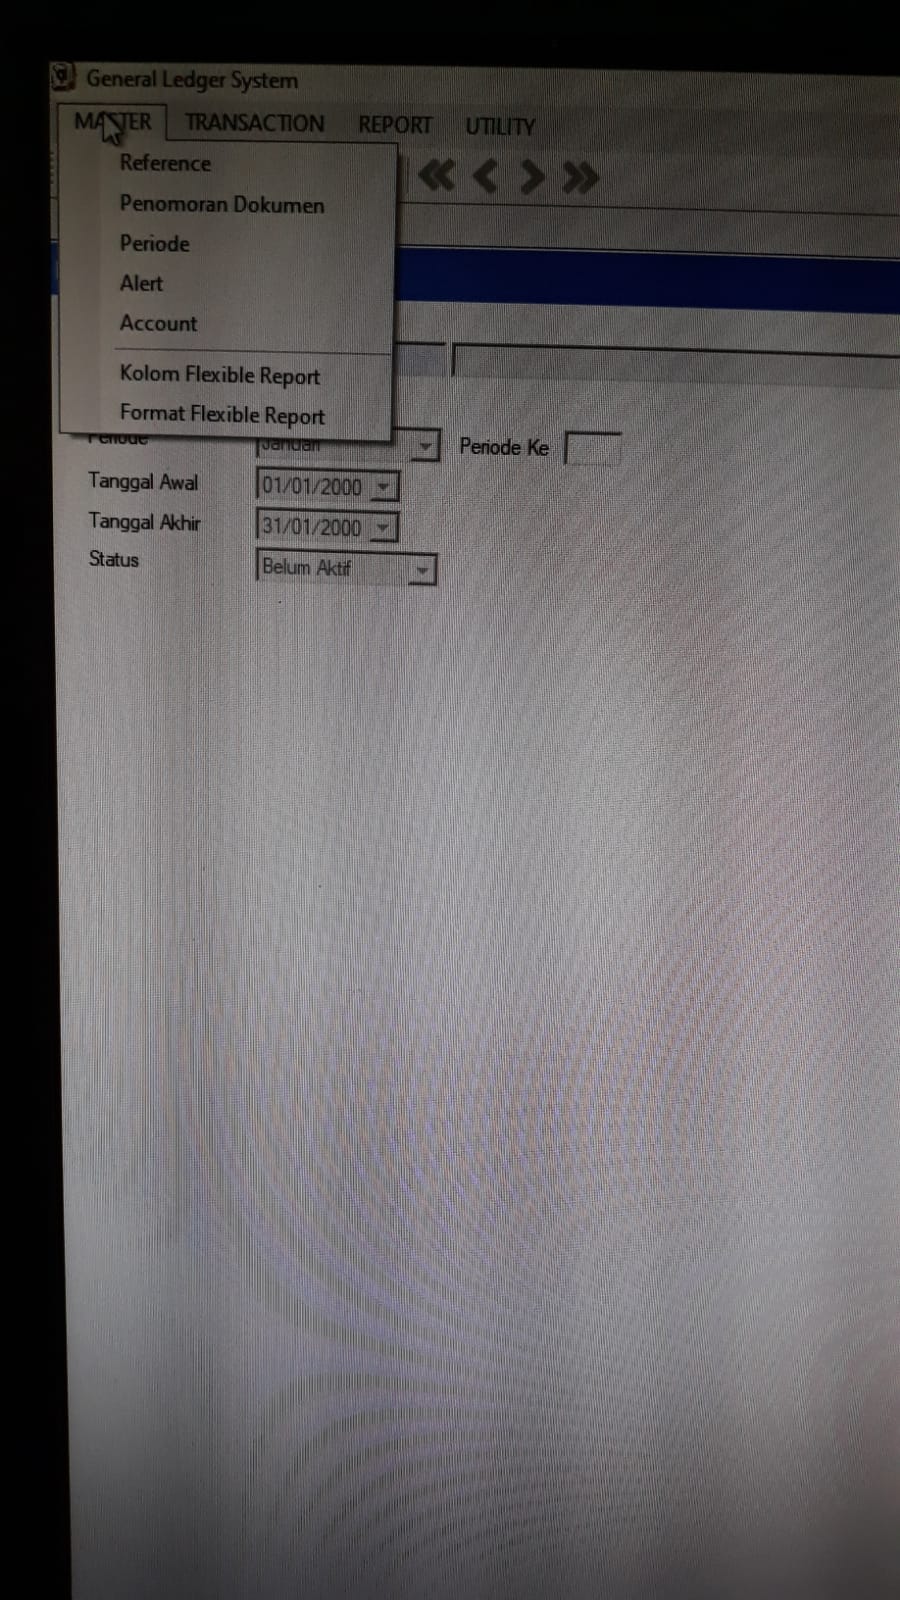 General Ledger System
MASTER TRANSACTION REPORT UTILITY
Reference
Penomoran Dokumen
Periode
Alert
Account
Kolom Flexible Report
Format Flexible Report
Periode Januari Periode Ke
Tanggal Awal 01/01/2000
Tanggal Akhir 31/01/2000
Status Belum Aktif